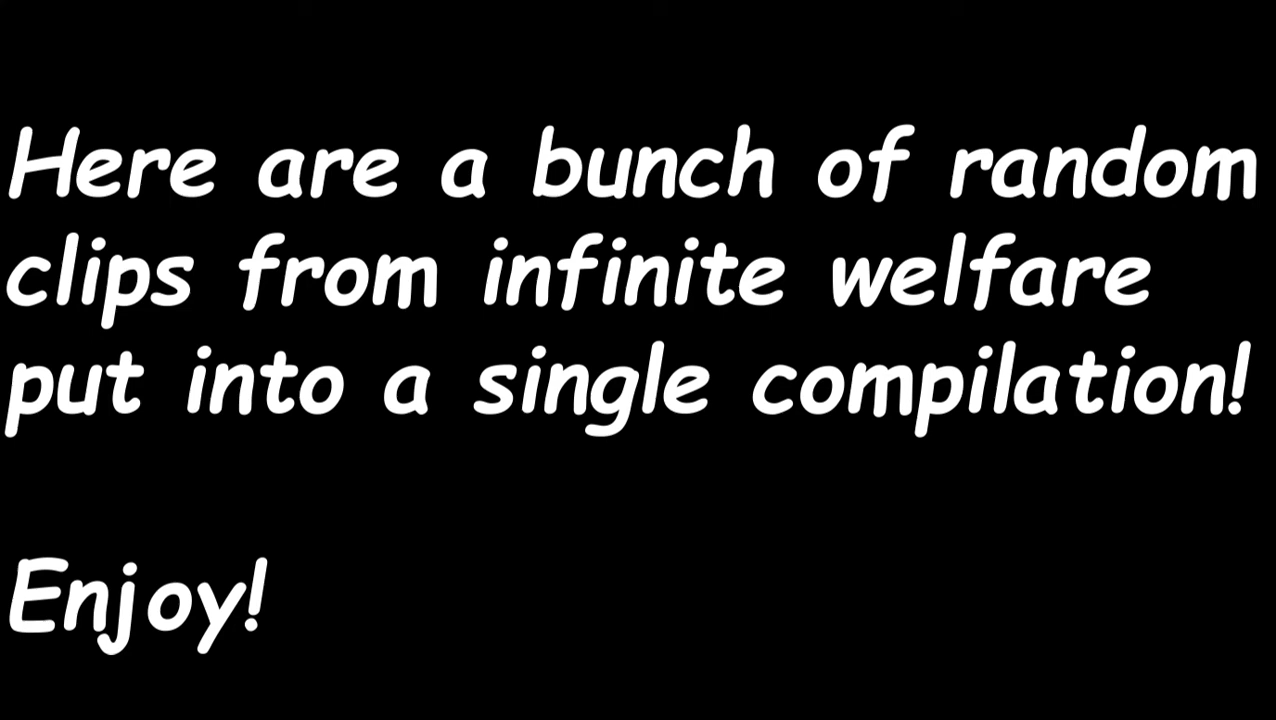 Here are a bunch of random
clips from infinite welfare
put into a single compilation!
Enjoy!